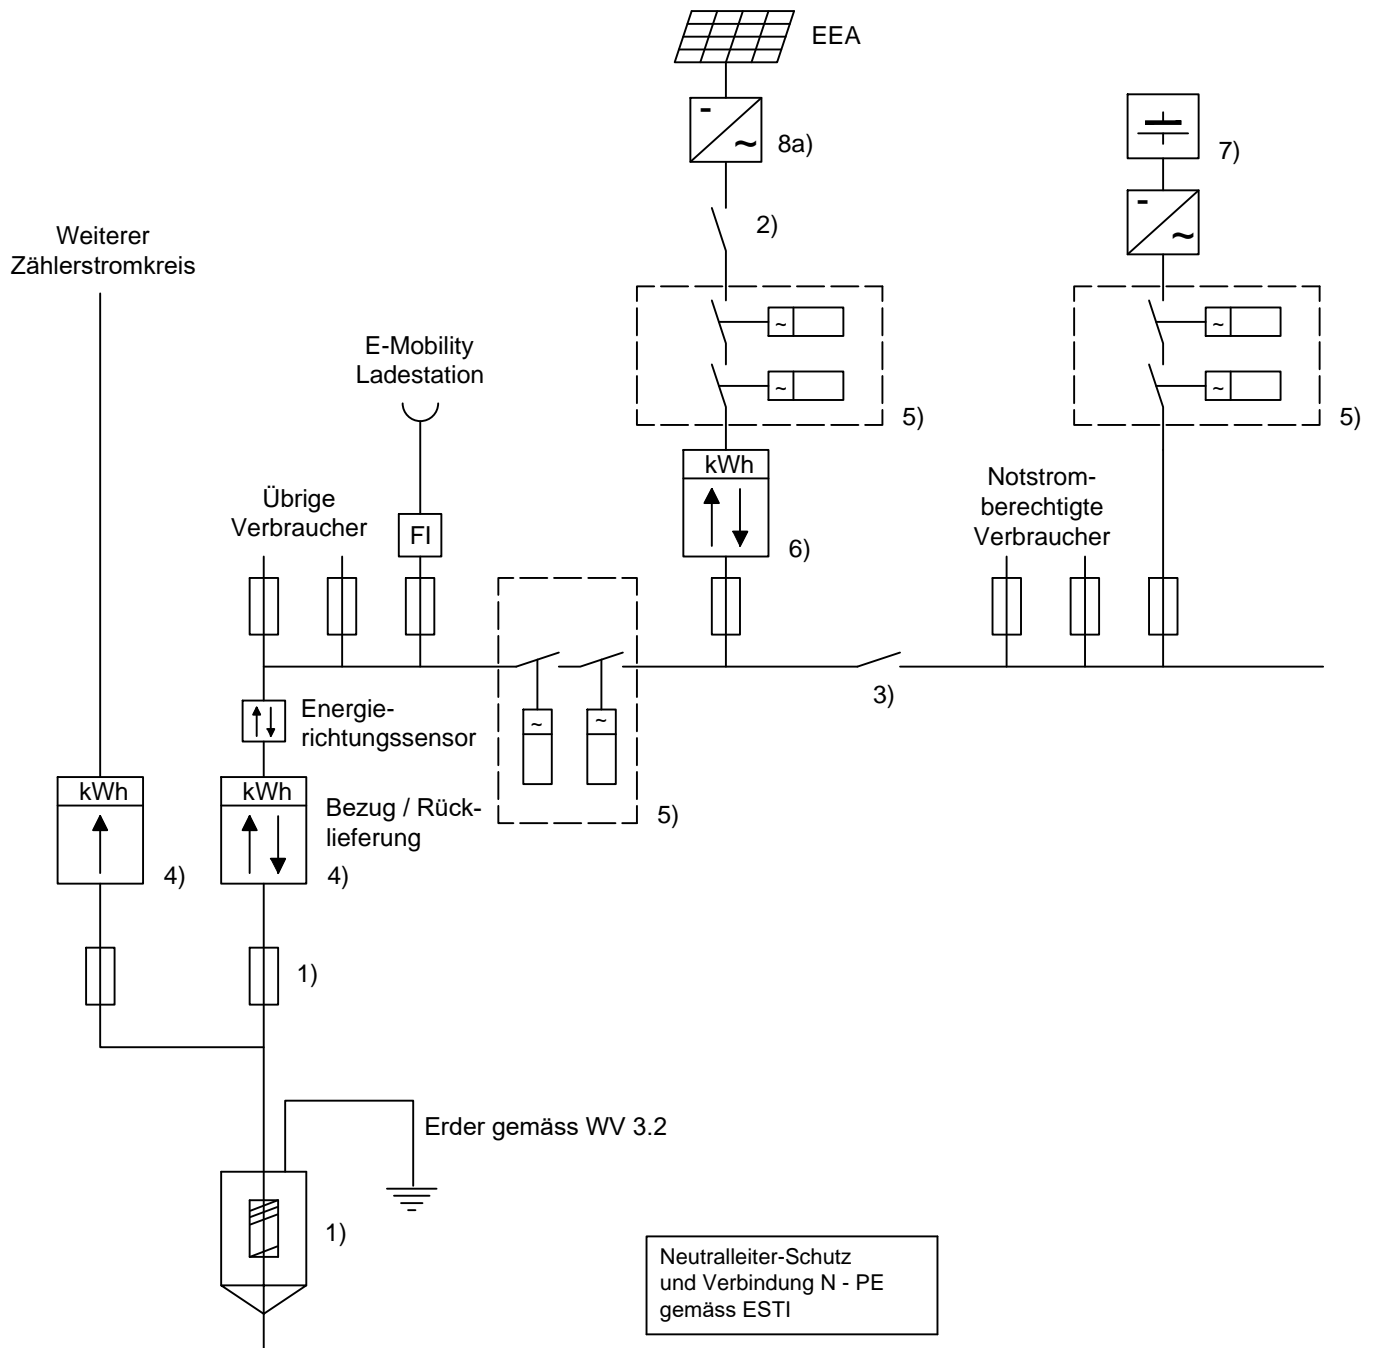 EEA
-
~
8a)
7)
-
~
2)
Weiterer
Zählerstromkreis
~
~
5)
~
~
5)
E-Mobility
Ladestation
kWh
6)
Notstrom-
berechtigte
Verbraucher
Übrige
Verbraucher
FI
3)
Energie-
richtungssensor
~
~
5)
kWh
4)
kWh
Bezug / Rück-
lieferung
4)
1)
Erder gemäss WV 3.2
1)
Neutralleiter-Schutz
und Verbindung N - PE
gemäss ESTI